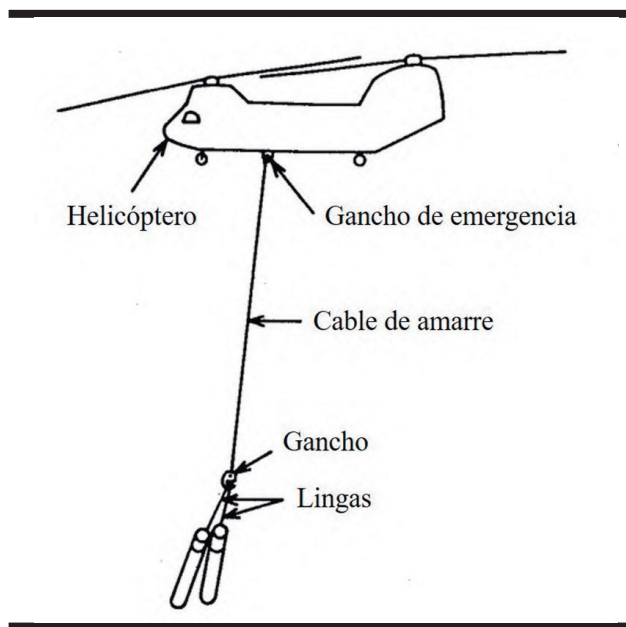 Helicóptero
Gancho de emergencia
Cable de amarre
Gancho
Lingas